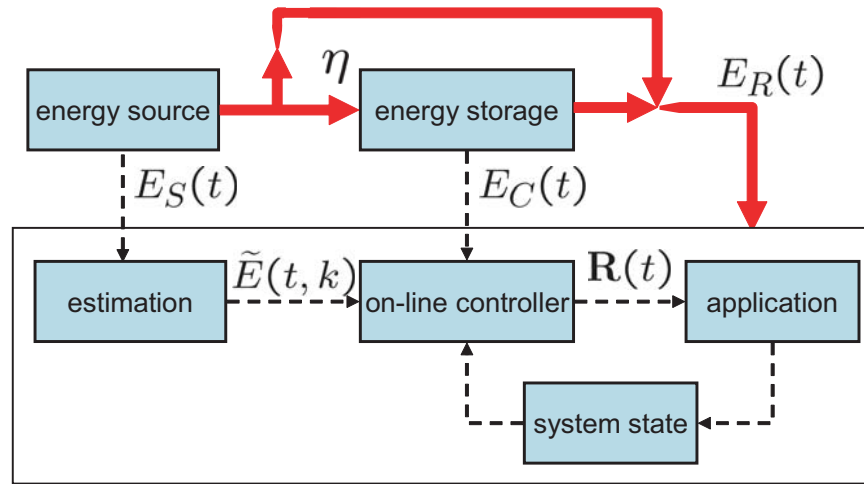 η
E_R(t)
energy source
energy storage
E_S(t)
E_C(t)
Ẽ(t, k)
R(t)
estimation
on-line controller
application
system state